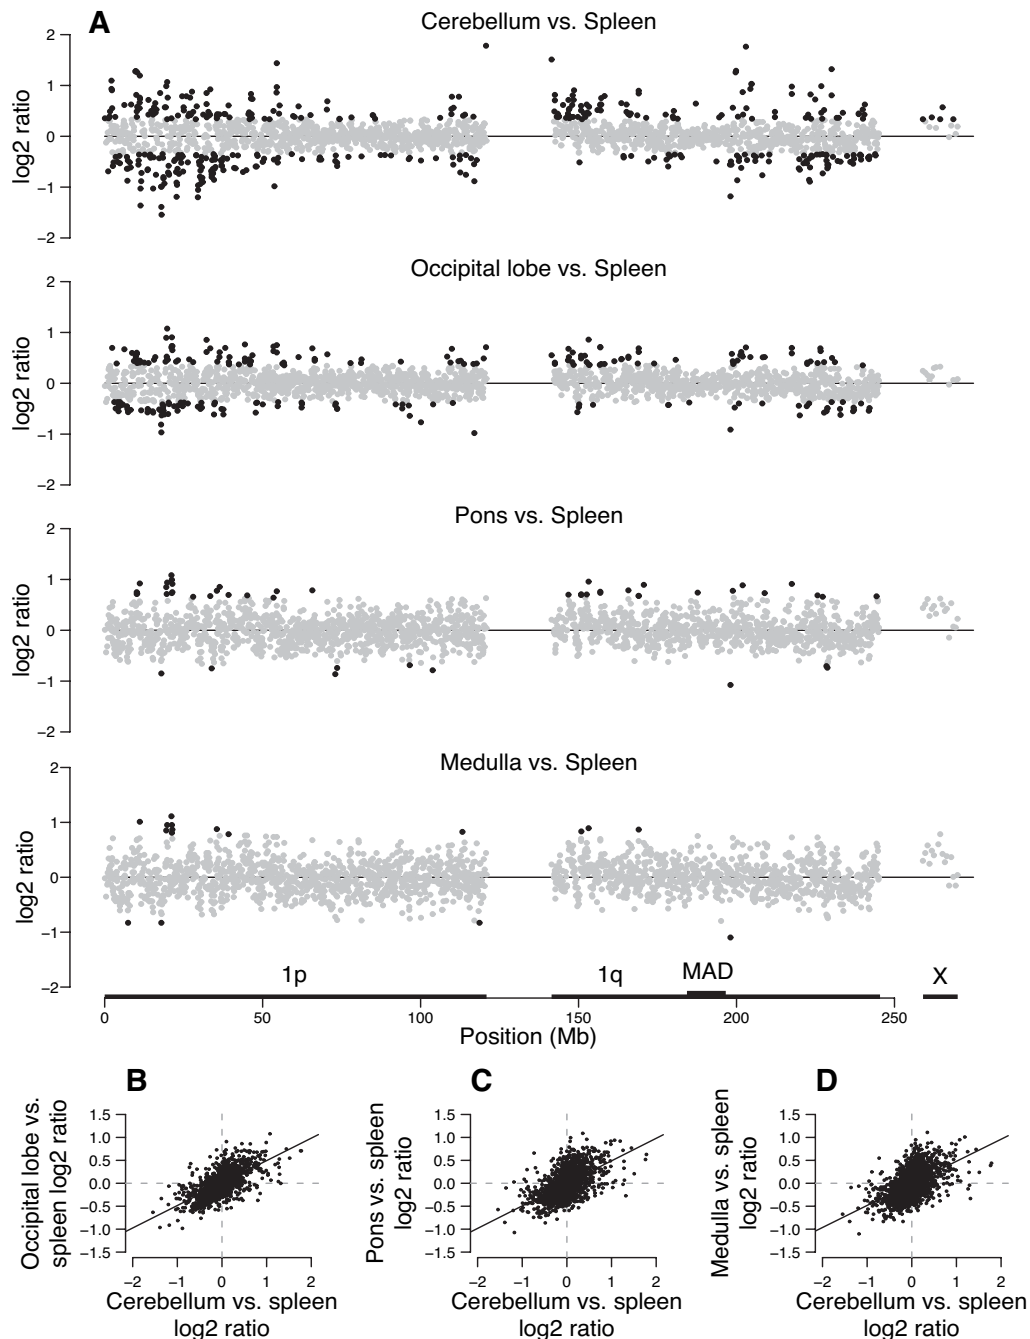 A
Cerebellum vs. Spleen
2
1
0
−1
−2
log2 ratio
Occipital lobe vs. Spleen
2
1
0
−1
−2
log2 ratio
Pons vs. Spleen
2
1
0
−1
−2
log2 ratio
Medulla vs. Spleen
2
1
0
−1
−2
log2 ratio
1p
1q
MAD
X
0 50 100 150 200 250
Position (Mb)
B
Occipital lobe vs.
spleen log2 ratio
1.5
1.0
0.5
0.0
−0.5
−1.0
−1.5
−2 −1 0 1 2
Cerebellum vs. spleen
log2 ratio
C
Pons vs. spleen
log2 ratio
1.5
1.0
0.5
0.0
−0.5
−1.0
−1.5
−2 −1 0 1 2
Cerebellum vs. spleen
log2 ratio
D
Medulla vs. spleen
log2 ratio
1.5
1.0
0.5
0.0
−0.5
−1.0
−1.5
−2 −1 0 1 2
Cerebellum vs. spleen
log2 ratio